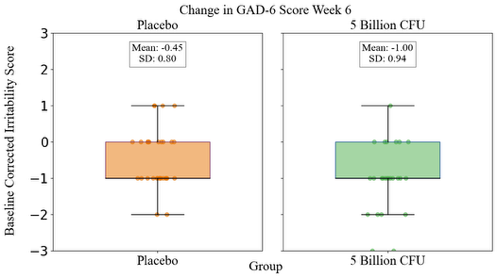 Change in GAD-6 Score Week 6
Placebo
5 Billion CFU
Baseline Corrected Irritability Score
3
2
1
0
−1
−2
−3
Mean: -0.45
SD: 0.80
Mean: -1.00
SD: 0.94
Placebo
5 Billion CFU
Group